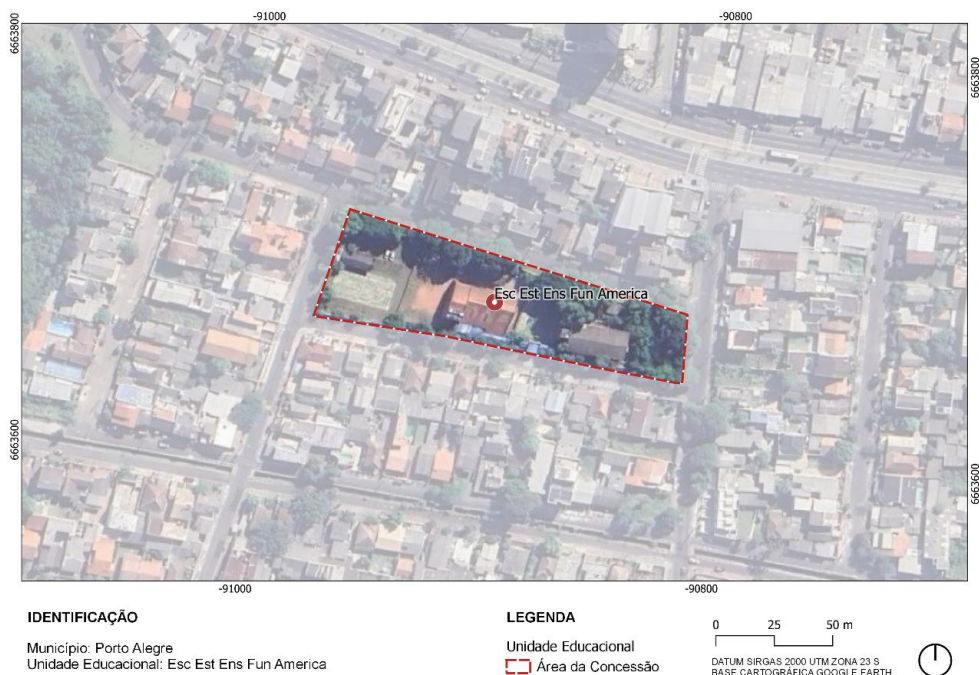 -91000
-90800
6663800
6663800
Esc Est Ens Fun America
6663600
6663600
-91000
-90800
IDENTIFICAÇÃO
Município: Porto Alegre
Unidade Educacional: Esc Est Ens Fun America
LEGENDA
Unidade Educacional
Área da Concessão
0 25 50 m
DATUM SIRGAS 2000 UTM ZONA 23 S
BASE CARTOGRÁFICA GOOGLE EARTH